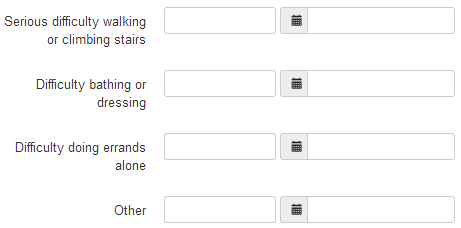 Serious difficulty walking
or climbing stairs
Difficulty bathing or
dressing
Difficulty doing errands
alone
Other